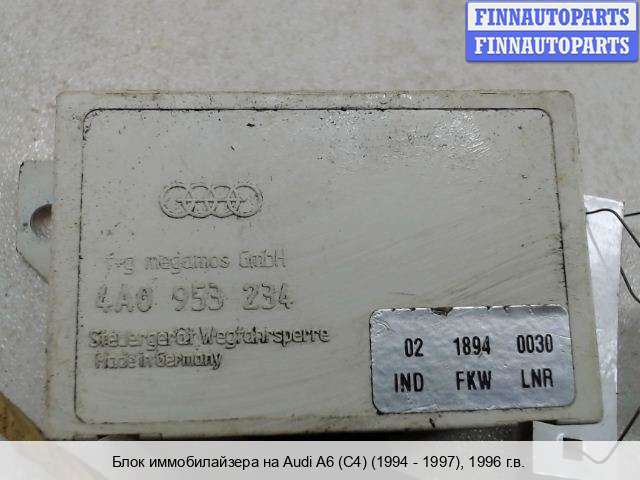 FINNAUTOPARTS
FINNAUTOPARTS
f+g megamos GmbH
4A0 953 234
Steuergerät Wegfahrsperre
Made in Germany
02 1894 0030
IND FKW LNR
Блок иммобилайзера на Audi A6 (C4) (1994 - 1997), 1996 г.в.